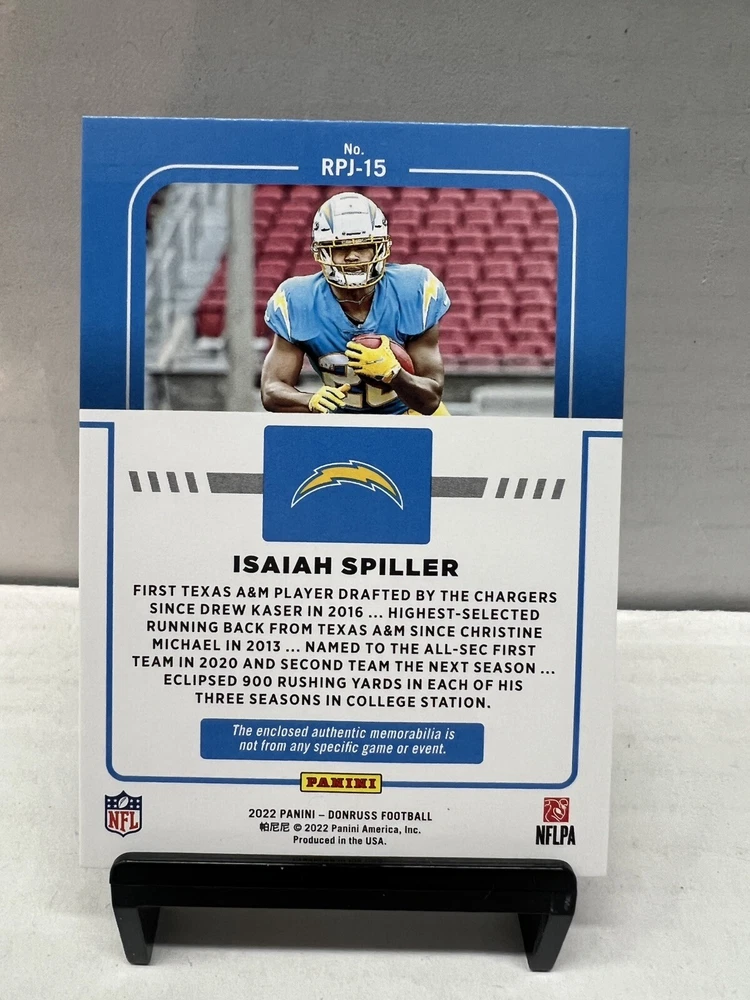 No.
RPJ-15
ISAIAH SPILLER
FIRST TEXAS A&M PLAYER DRAFTED BY THE CHARGERS
SINCE DREW KASER IN 2016 ... HIGHEST-SELECTED
RUNNING BACK FROM TEXAS A&M SINCE CHRISTINE
MICHAEL IN 2013 ... NAMED TO THE ALL-SEC FIRST
TEAM IN 2020 AND SECOND TEAM THE NEXT SEASON ...
ECLIPSED 900 RUSHING YARDS IN EACH OF HIS
THREE SEASONS IN COLLEGE STATION.
The enclosed authentic memorabilia is
not from any specific game or event.
PANINI
NFL
2022 PANINI – DONRUSS FOOTBALL
帕尼尼 © 2022 Panini America, Inc.
Produced in the USA.
NFLPA